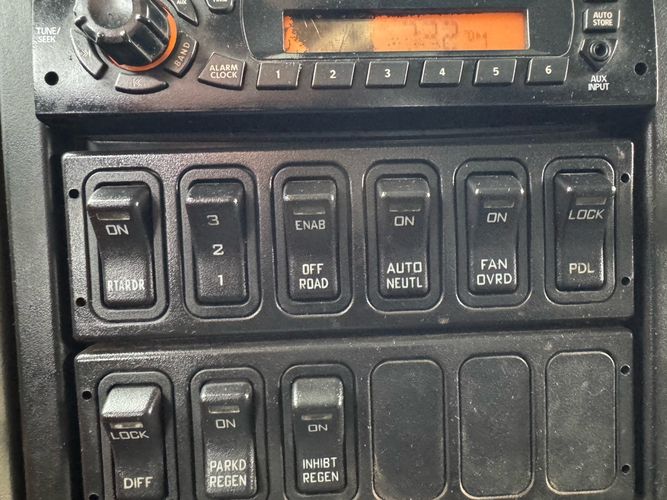 TUNE/
SEEK
AUX
BAND
ALARM
CLOCK
1
2
3
4
5
6
AUTO
STORE
AUX
INPUT
ON
RTARDR
3
2
1
ENAB
OFF
ROAD
ON
AUTO
NEUTL
ON
FAN
OVRD
LOCK
PDL
LOCK
DIFF
ON
PARKD
REGEN
ON
INHIBT
REGEN